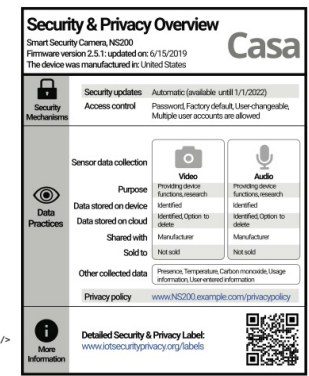 Security & Privacy Overview
Smart Security Camera, NS200
Firmware version 2.5.1: updated on: 6/15/2019
The device was manufactured in: United States
Casa
Security Mechanisms
Security updates Automatic (available untill 1/1/2022)
Access control Password, Factory default, User-changeable,
Multiple user accounts are allowed
Data Practices
Sensor data collection
Video Audio
Purpose Providing device functions, research Providing device functions, research
Data stored on device Identified Identified
Data stored on cloud Identified, Option to delete Identified, Option to delete
Shared with Manufacturer Manufacturer
Sold to Not sold Not sold
Other collected data Presence, Temperature, Carbon monoxide, Usage
information, User-entered information
Privacy policy www.NS200.example.com/privacypolicy
/>
More Information
Detailed Security & Privacy Label:
www.iotsecurityprivacy.org/labels